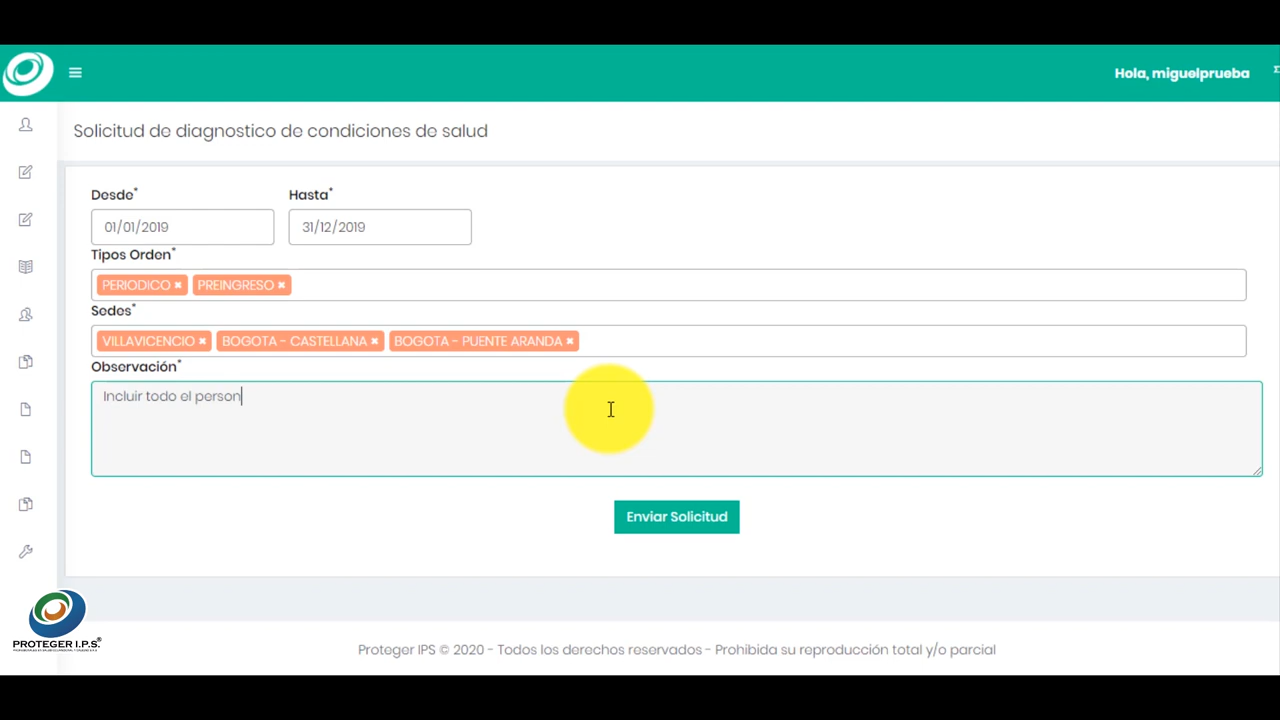 Hola, miguelprueba
Solicitud de diagnostico de condiciones de salud
Desde* Hasta*
01/01/2019 31/12/2019
Tipos Orden*
PERIODICO × PREINGRESO ×
Sedes*
VILLAVICENCIO × BOGOTA - CASTELLANA × BOGOTA - PUENTE ARANDA ×
Observación*
Incluir todo el person
Enviar Solicitud
PROTEGER I.P.S.®
Proteger IPS © 2020 - Todos los derechos reservados - Prohibida su reproducción total y/o parcial